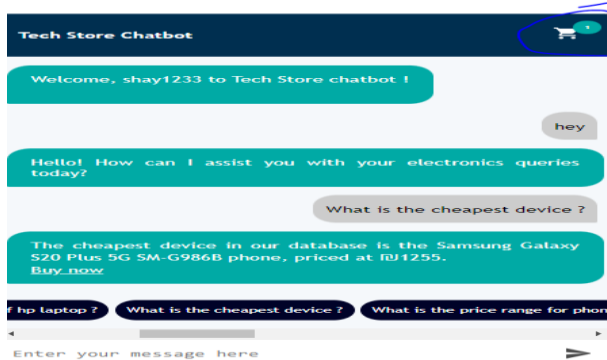 Tech Store Chatbot
1
Welcome, shay1233 to Tech Store chatbot !
hey
Hello! How can I assist you with your electronics queries
today?
What is the cheapest device ?
The cheapest device in our database is the Samsung Galaxy
S20 Plus 5G SM-G986B phone, priced at ₪1255.
Buy now
f hp laptop ? What is the cheapest device ? What is the price range for phon
Enter your message here